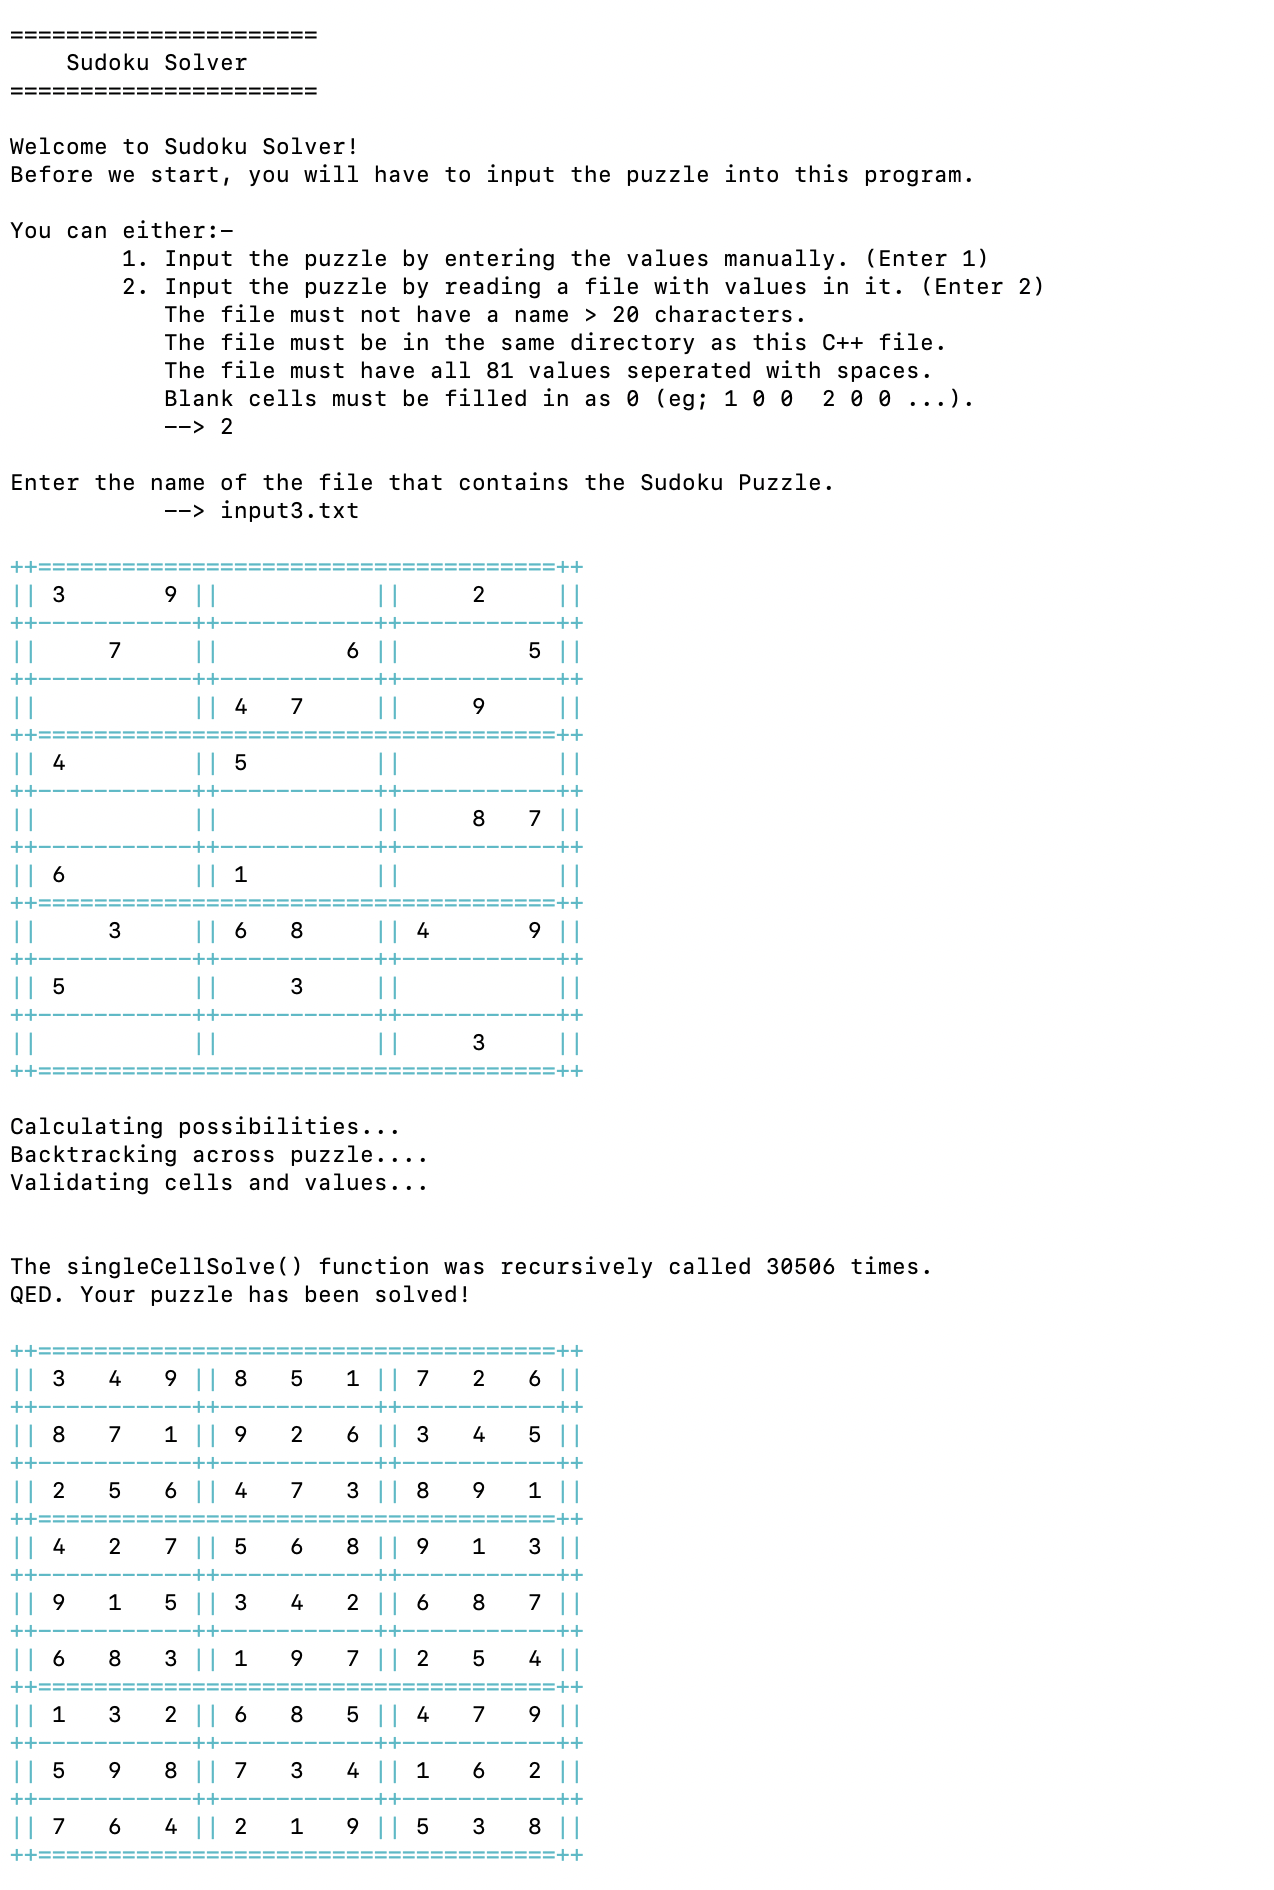 ======================
    Sudoku Solver
======================

Welcome to Sudoku Solver!
Before we start, you will have to input the puzzle into this program.

You can either:-
        1. Input the puzzle by entering the values manually. (Enter 1)
        2. Input the puzzle by reading a file with values in it. (Enter 2)
           The file must not have a name > 20 characters.
           The file must be in the same directory as this C++ file.
           The file must have all 81 values seperated with spaces.
           Blank cells must be filled in as 0 (eg; 1 0 0  2 0 0 ...).
           --> 2

Enter the name of the file that contains the Sudoku Puzzle.
           --> input3.txt

++=====================================++
|| 3       9 ||           ||     2     ||
++-----------++-----------++-----------++
||     7     ||         6 ||         5 ||
++-----------++-----------++-----------++
||           || 4   7     ||     9     ||
++=====================================++
|| 4         || 5         ||           ||
++-----------++-----------++-----------++
||           ||           ||     8   7 ||
++-----------++-----------++-----------++
|| 6         || 1         ||           ||
++=====================================++
||     3     || 6   8     || 4       9 ||
++-----------++-----------++-----------++
|| 5         ||     3     ||           ||
++-----------++-----------++-----------++
||           ||           ||     3     ||
++=====================================++

Calculating possibilities...
Backtracking across puzzle....
Validating cells and values...


The singleCellSolve() function was recursively called 30506 times.
QED. Your puzzle has been solved!

++=====================================++
|| 3   4   9 || 8   5   1 || 7   2   6 ||
++-----------++-----------++-----------++
|| 8   7   1 || 9   2   6 || 3   4   5 ||
++-----------++-----------++-----------++
|| 2   5   6 || 4   7   3 || 8   9   1 ||
++=====================================++
|| 4   2   7 || 5   6   8 || 9   1   3 ||
++-----------++-----------++-----------++
|| 9   1   5 || 3   4   2 || 6   8   7 ||
++-----------++-----------++-----------++
|| 6   8   3 || 1   9   7 || 2   5   4 ||
++=====================================++
|| 1   3   2 || 6   8   5 || 4   7   9 ||
++-----------++-----------++-----------++
|| 5   9   8 || 7   3   4 || 1   6   2 ||
++-----------++-----------++-----------++
|| 7   6   4 || 2   1   9 || 5   3   8 ||
++=====================================++